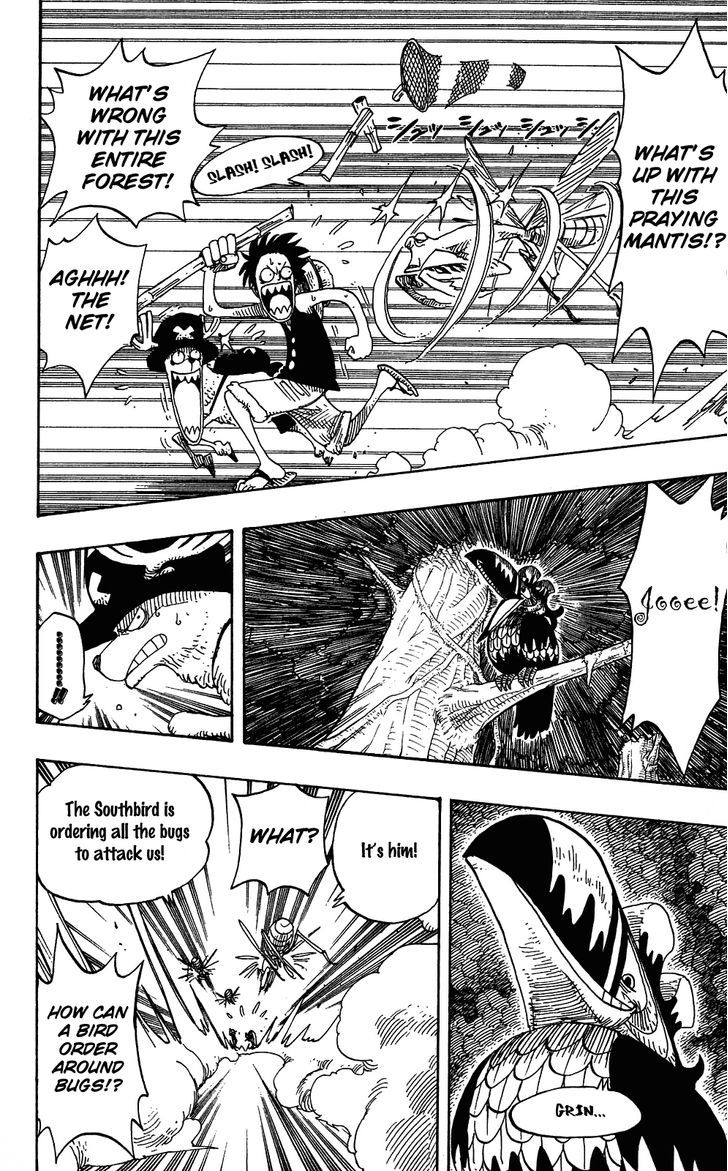 WHAT'S
UP WITH
THIS
PRAYING
MANTIS!?
WHAT'S
WRONG
WITH THIS
ENTIRE
FOREST!
SLASH! SLASH!
AGHHH!
THE
NET!
Jooee!
It's him!
WHAT?
The Southbird is
ordering all the bugs
to attack us!
HOW CAN
A BIRD
ORDER
AROUND
BUGS!?
GRIN...